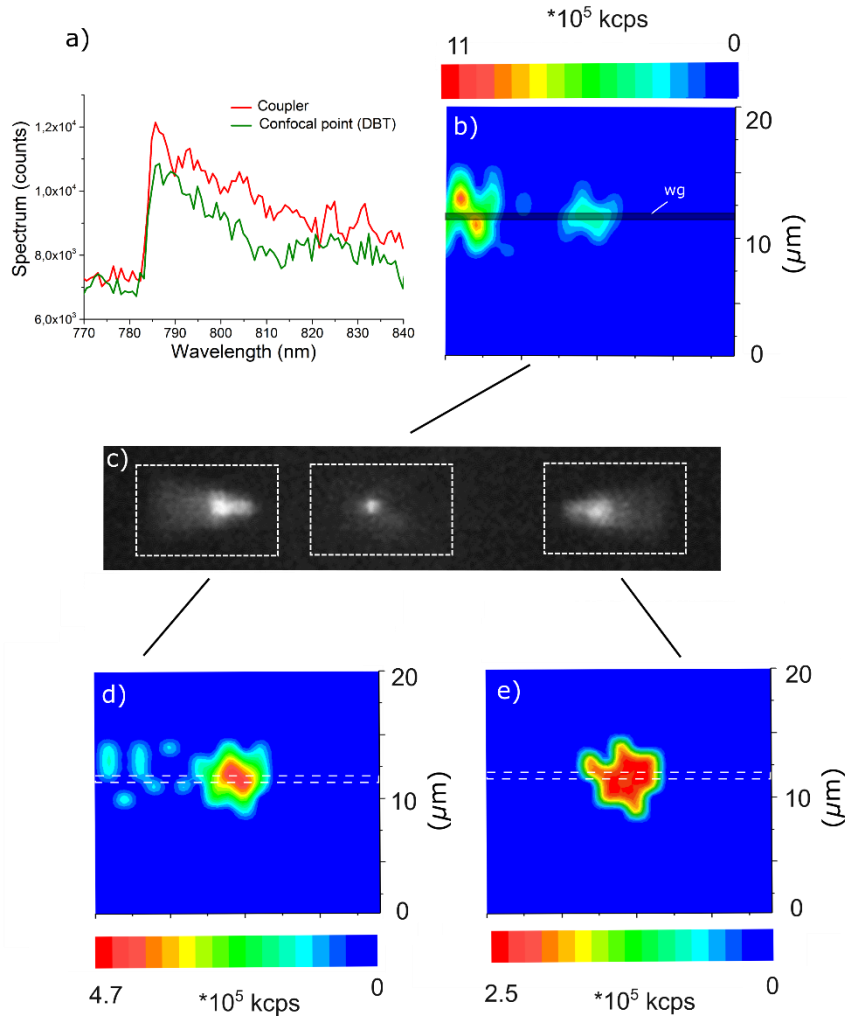 a)
Coupler
Confocal point (DBT)
1,2x10⁴
1,0x10⁴
8,0x10³
6,0x10³
Spectrum (counts)
770 780 790 800 810 820 830 840
Wavelength (nm)
*10⁵ kcps
11 0
b)
wg
20
10
0
(µm)
c)
d)
20
10
0
(µm)
4.7 *10⁵ kcps 0
e)
20
10
0
(µm)
2.5 *10⁵ kcps 0